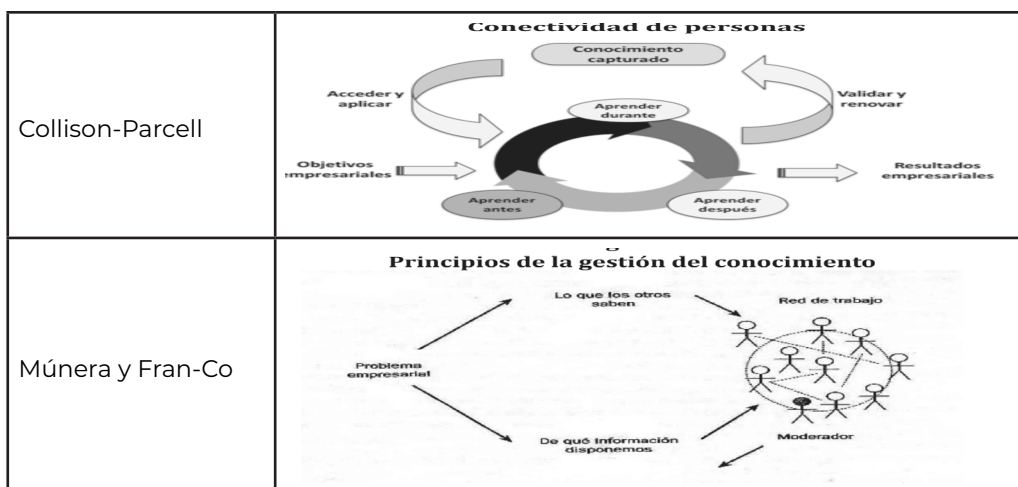 Collison-Parcell
Conectividad de personas
Conocimiento
capturado
Acceder y
aplicar
Validar y
renovar
Aprender
durante
Objetivos
empresariales
Resultados
empresariales
Aprender
antes
Aprender
después
Múnera y Fran-Co
Principios de la gestión del conocimiento
Lo que los otros
saben
Red de trabajo
Problema
empresarial
De qué información
disponemos
Moderador